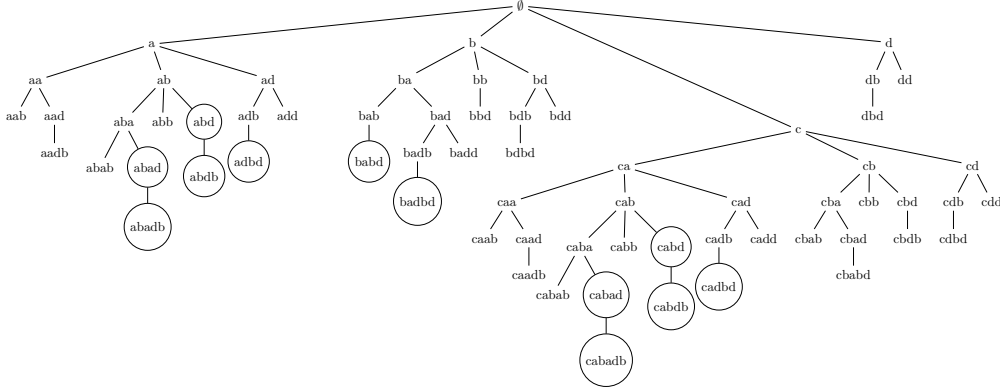 ∅
a b d
aa ab ad ba bb bd db dd
aab aad aba abb abd adb add bab bad bbd bdb bdd dbd
c
aadb abab abad abdb adbd babd badb badd bdbd
ca cb cd
abadb badbd
caa cab cad cba cbb cbd cdb cdd
caab caad caba cabb cabd cadb cadd cbab cbad cbdb cdbd
caadb cabab cabad cabdb cadbd cbabd
cabadb